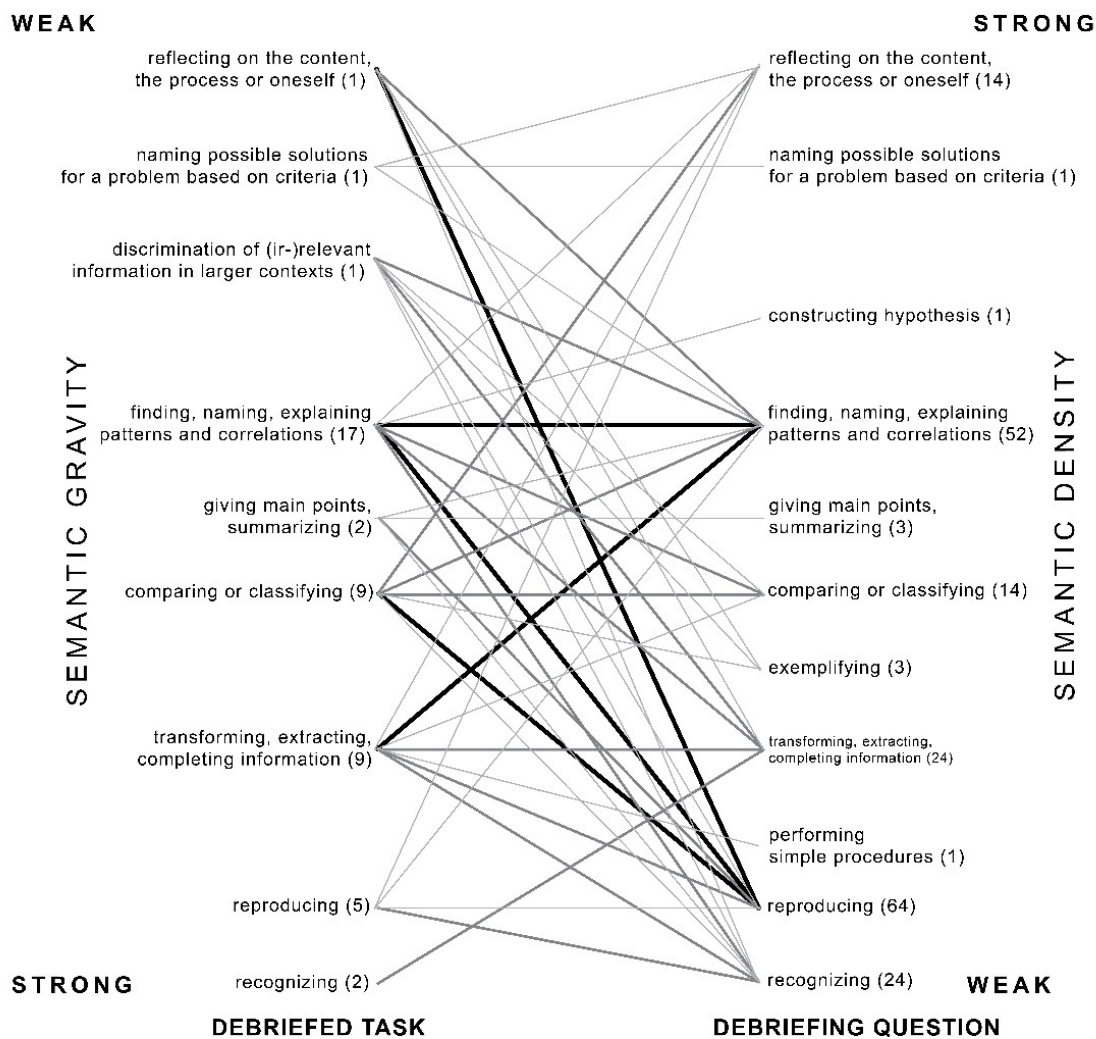 WEAK
STRONG
reflecting on the content,
the process or oneself (1)
naming possible solutions
for a problem based on criteria (1)
discrimination of (ir-)relevant
information in larger contexts (1)
finding, naming, explaining
patterns and correlations (17)
giving main points,
summarizing (2)
comparing or classifying (9)
transforming, extracting,
completing information (9)
reproducing (5)
recognizing (2)
SEMANTIC GRAVITY
STRONG
DEBRIEFED TASK
reflecting on the content,
the process or oneself (14)
naming possible solutions
for a problem based on criteria (1)
constructing hypothesis (1)
finding, naming, explaining
patterns and correlations (52)
giving main points,
summarizing (3)
comparing or classifying (14)
exemplifying (3)
transforming, extracting,
completing information (24)
performing
simple procedures (1)
reproducing (64)
recognizing (24)
SEMANTIC DENSITY
WEAK
DEBRIEFING QUESTION